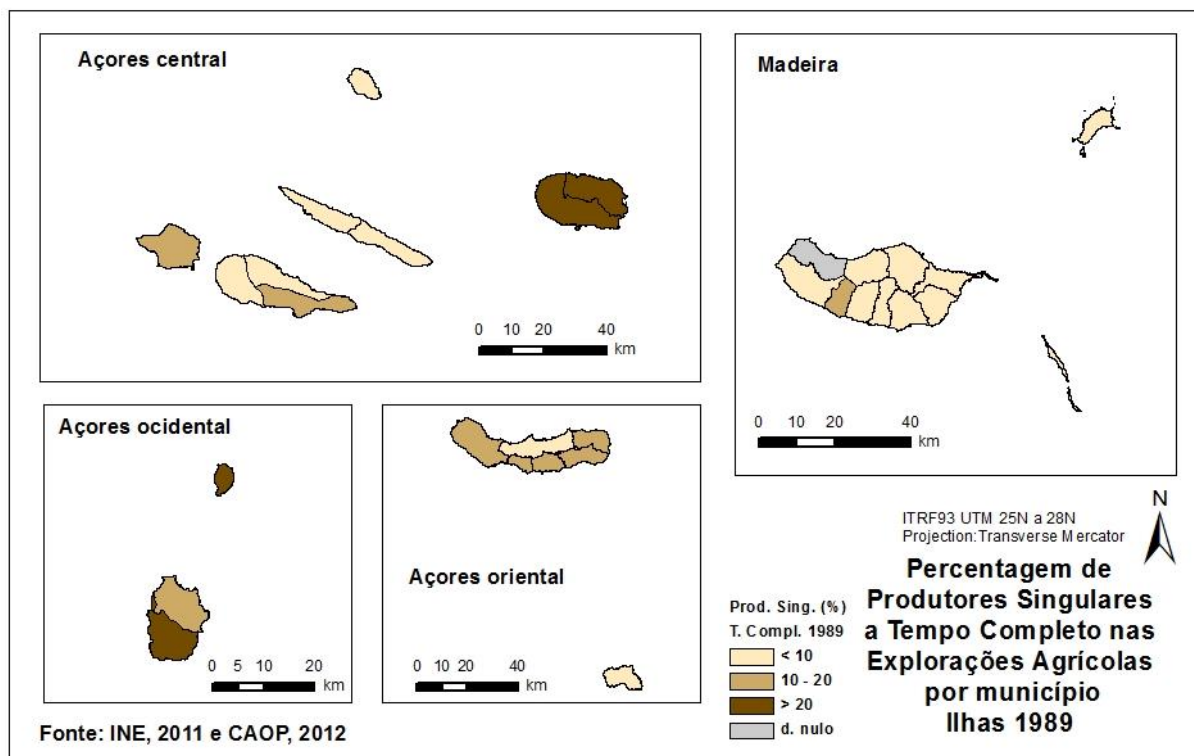 Açores central
0 10 20 40
km
Madeira
0 10 20 40
km
Açores ocidental
0 5 10 20
km
Açores oriental
0 10 20 40
km
N
ITRF93 UTM 25N a 28N
Projection:Transverse Mercator
Percentagem de
Produtores Singulares
a Tempo Completo nas
Explorações Agrícolas
por município
Ilhas 1989
Prod. Sing. (%)
T. Compl. 1989
< 10
10 - 20
> 20
d. nulo
Fonte: INE, 2011 e CAOP, 2012